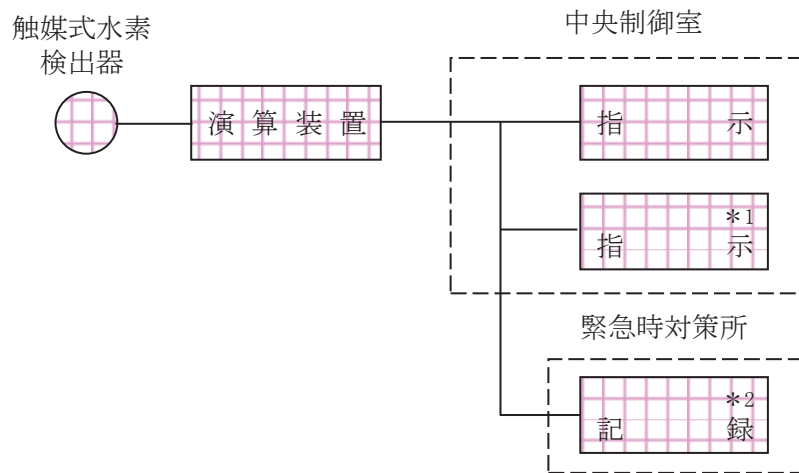 触媒式水素
検出器
中央制御室
演算装置
指示
*1
指示
緊急時対策所
*2
記録